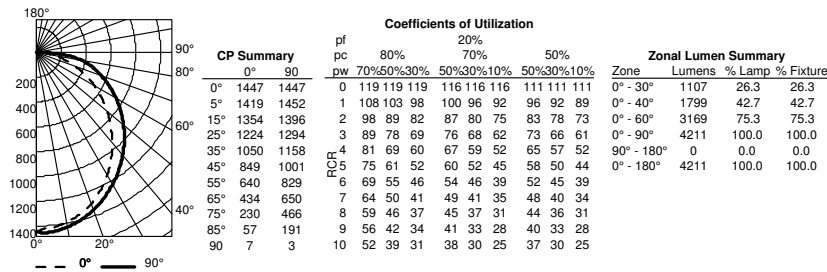 180°
90°
80°
60°
40°
20°
0°
200
400
600
800
1000
1200
1400
0° 90°
CP Summary
0° 90
0° 1447 1447
5° 1419 1452
15° 1354 1396
25° 1224 1294
35° 1050 1158
45° 849 1001
55° 640 829
65° 434 650
75° 230 466
85° 57 191
90 7 3
Coefficients of Utilization
pf 20%
pc 80% 70% 50%
pw 70%50%30% 50%30%10% 50%30%10%
RCR
0 119 119 119 116 116 116 111 111 111
1 108 103 98 100 96 92 96 92 89
2 98 89 82 87 80 75 83 78 73
3 89 78 69 76 68 62 73 66 61
4 81 69 60 67 59 52 65 57 52
5 75 61 52 60 52 45 58 50 44
6 69 55 46 54 46 39 52 45 39
7 64 50 41 49 41 35 48 40 34
8 59 46 37 45 37 31 44 36 31
9 56 42 34 41 33 28 40 33 28
10 52 39 31 38 30 25 37 30 25
Zonal Lumen Summary
Zone Lumens % Lamp % Fixture
0° - 30° 1107 26.3 26.3
0° - 40° 1799 42.7 42.7
0° - 60° 3169 75.3 75.3
0° - 90° 4211 100.0 100.0
90° - 180° 0 0.0 0.0
0° - 180° 4211 100.0 100.0